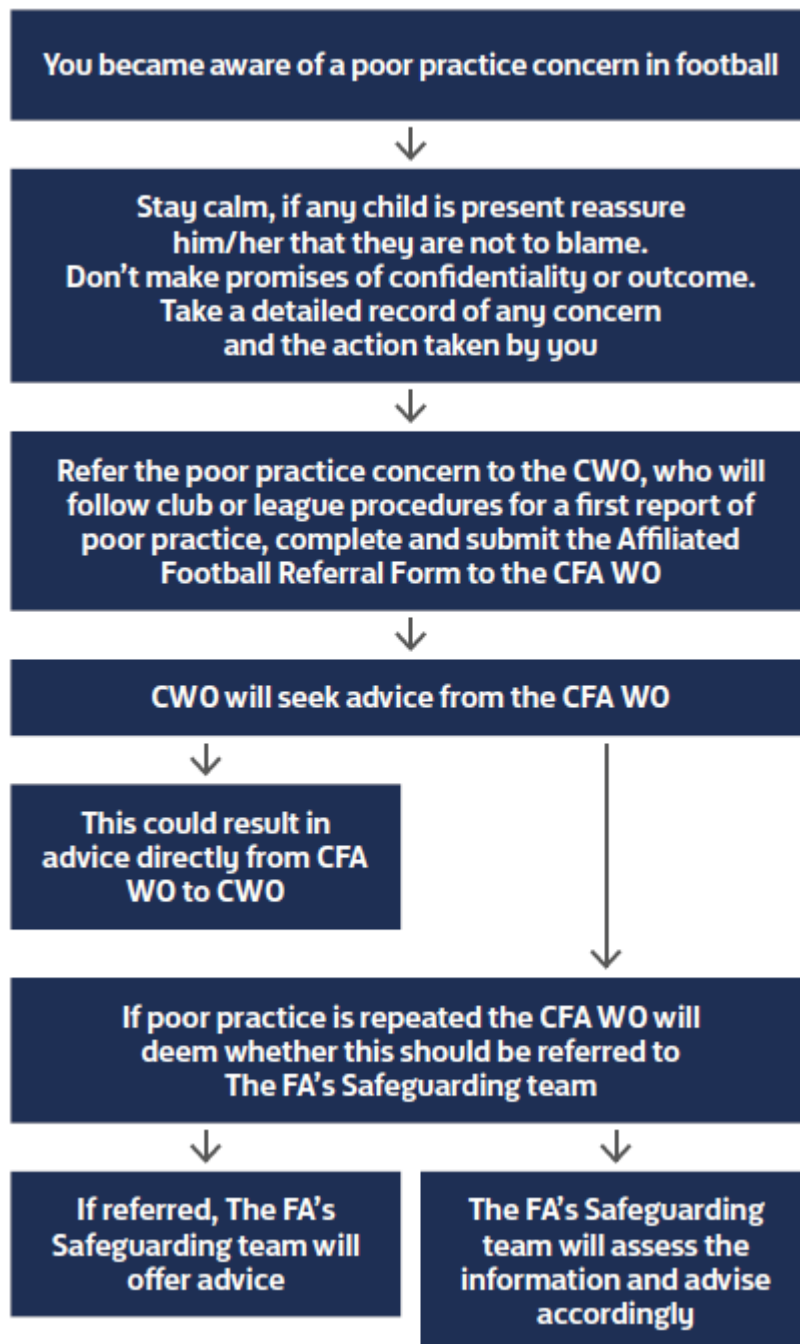 You became aware of a poor practice concern in football
Stay calm, if any child is present reassure
him/her that they are not to blame.
Don't make promises of confidentiality or outcome.
Take a detailed record of any concern
and the action taken by you
Refer the poor practice concern to the CWO, who will
follow club or league procedures for a first report of
poor practice, complete and submit the Affiliated
Football Referral Form to the CFA WO
CWO will seek advice from the CFA WO
This could result in
advice directly from CFA
WO to CWO
If poor practice is repeated the CFA WO will
deem whether this should be referred to
The FA's Safeguarding team
If referred, The FA's
Safeguarding team will
offer advice
The FA's Safeguarding
team will assess the
information and advise
accordingly